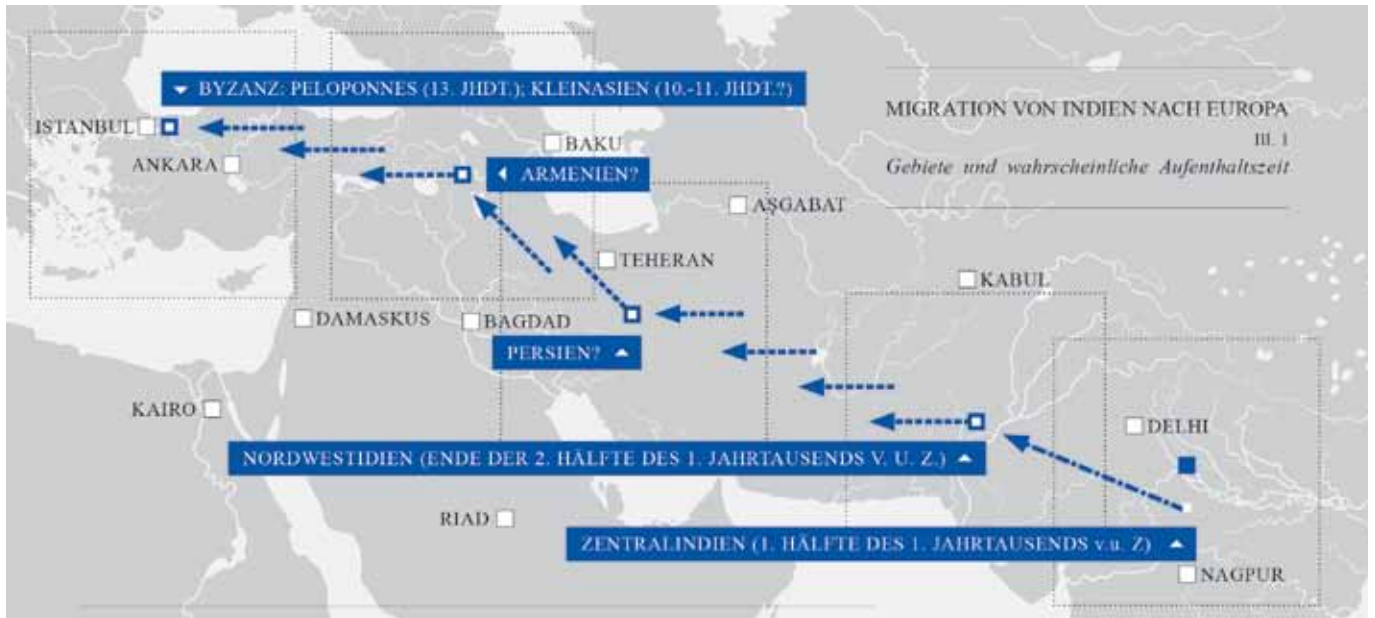 BYZANZ: PELOPONNES (13. JHDT.); KLEINASIEN (10.-11. JHDT.?)
MIGRATION VON INDIEN NACH EUROPA
Ill. 1
Gebiete und wahrscheinliche Aufenthaltszeit
ISTANBUL
ANKARA
BAKU
ARMENIEN?
AŞGABAT
TEHERAN
KABUL
DAMASKUS
BAGDAD
PERSIEN?
KAIRO
DELHI
NORDWESTIDIEN (ENDE DER 2. HÄLFTE DES 1. JAHRTAUSENDS V. U. Z.)
RIAD
ZENTRALINDIEN (1. HÄLFTE DES 1. JAHRTAUSENDS v.u. Z)
NAGPUR